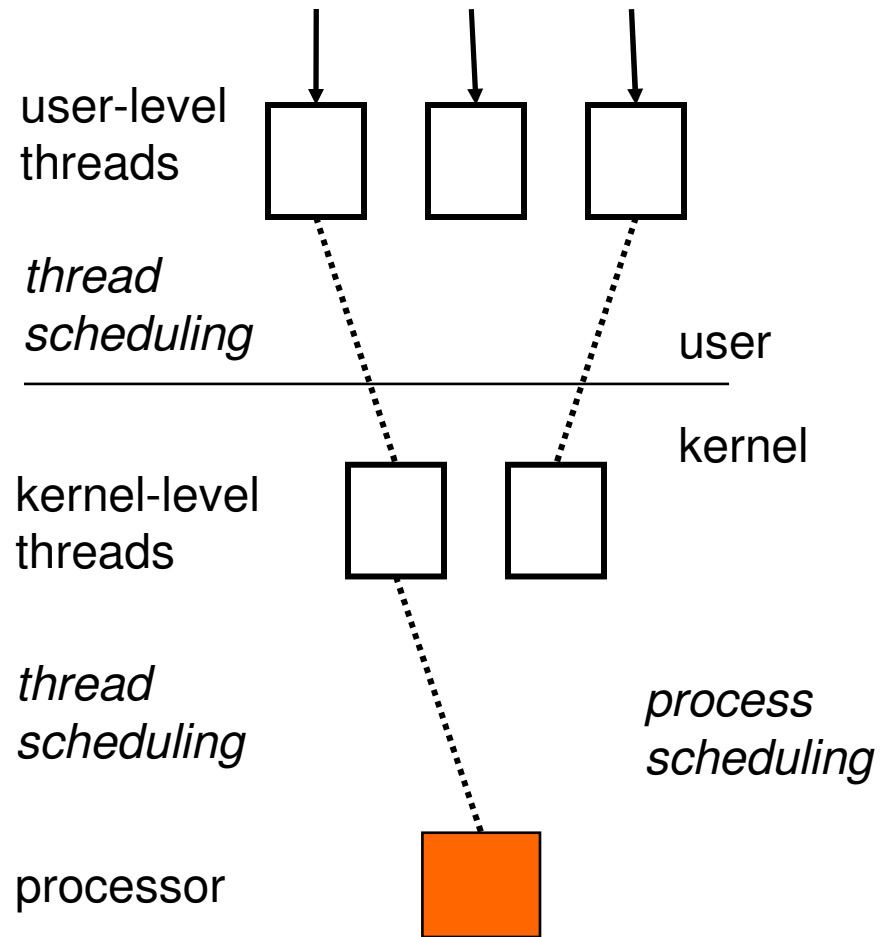 user-level
threads
thread
scheduling
user
kernel
kernel-level
threads
thread
scheduling
process
scheduling
processor